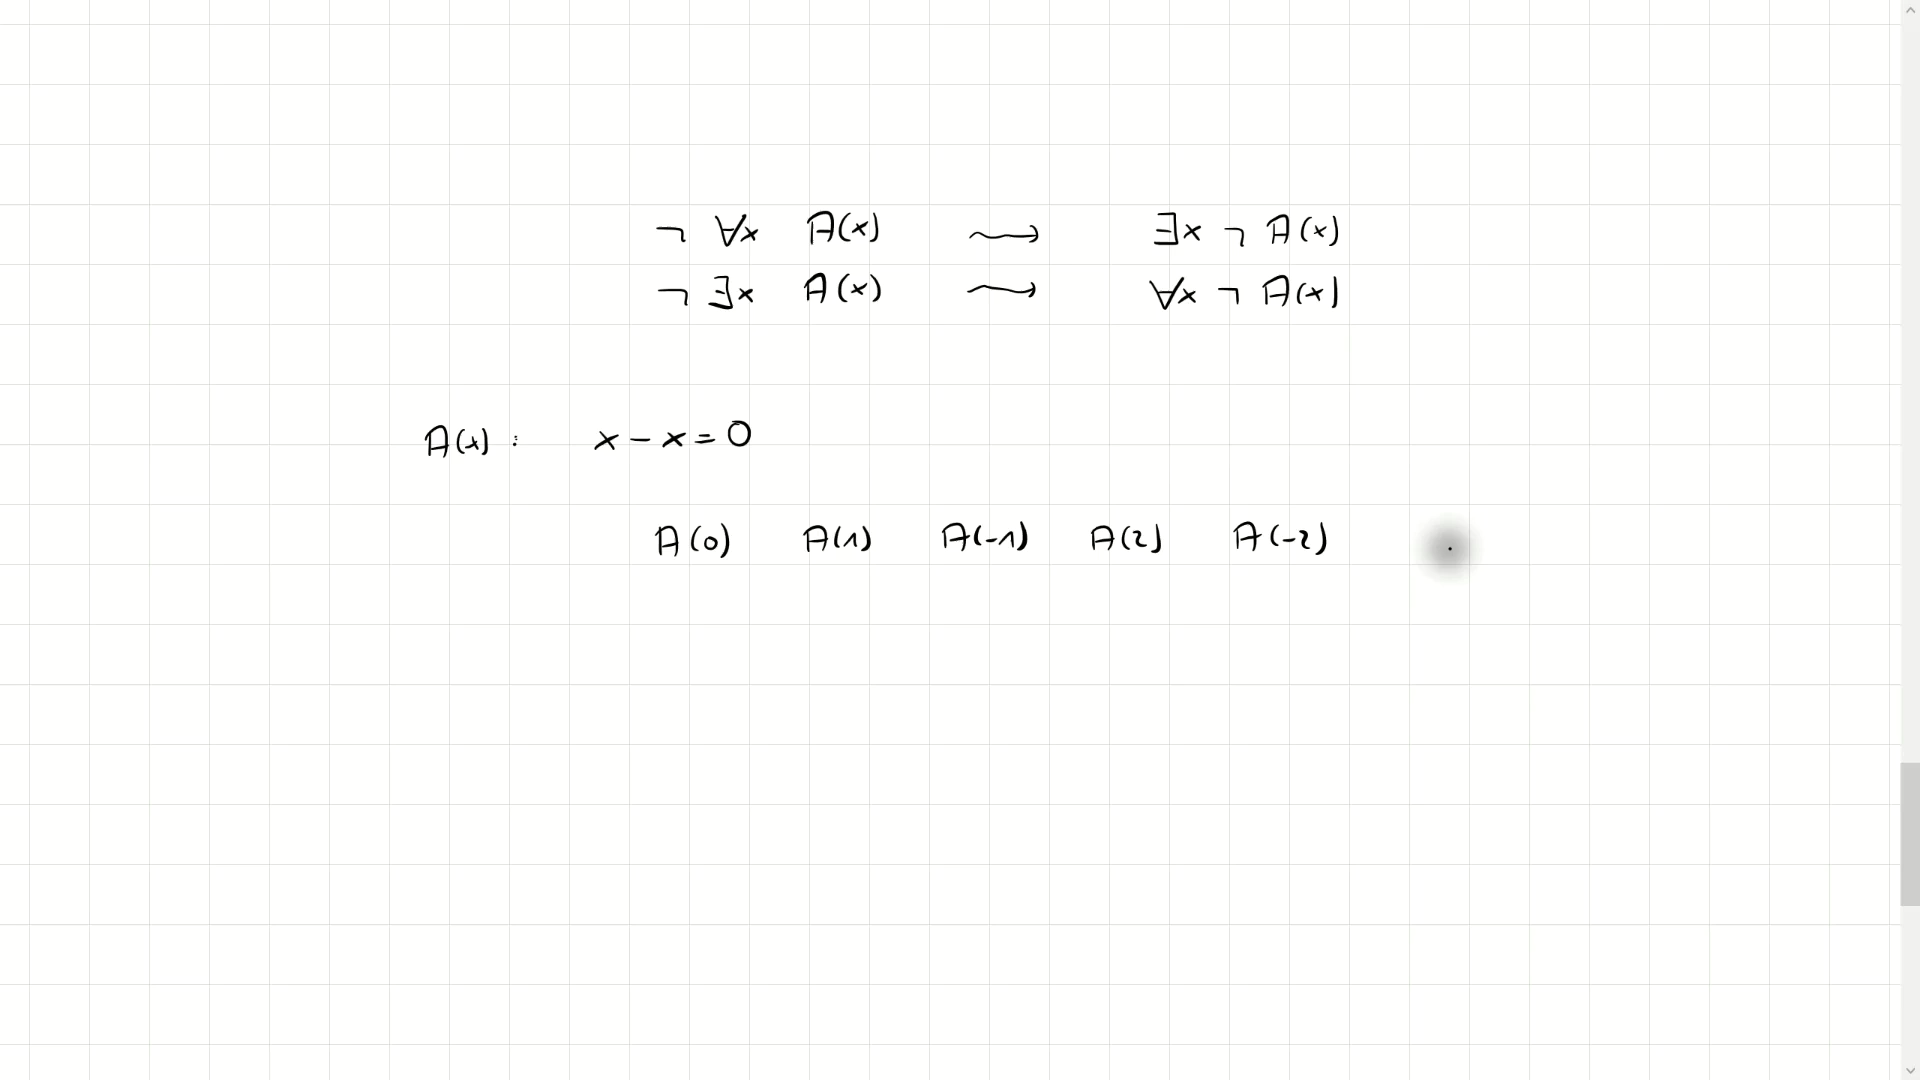 ¬ ∀x A(x) ⟿ ∃x ¬ A(x)
¬ ∃x A(x) ⟿ ∀x ¬ A(x)
A(x) : x − x = 0
A(0) A(1) A(−1) A(2) A(−2)